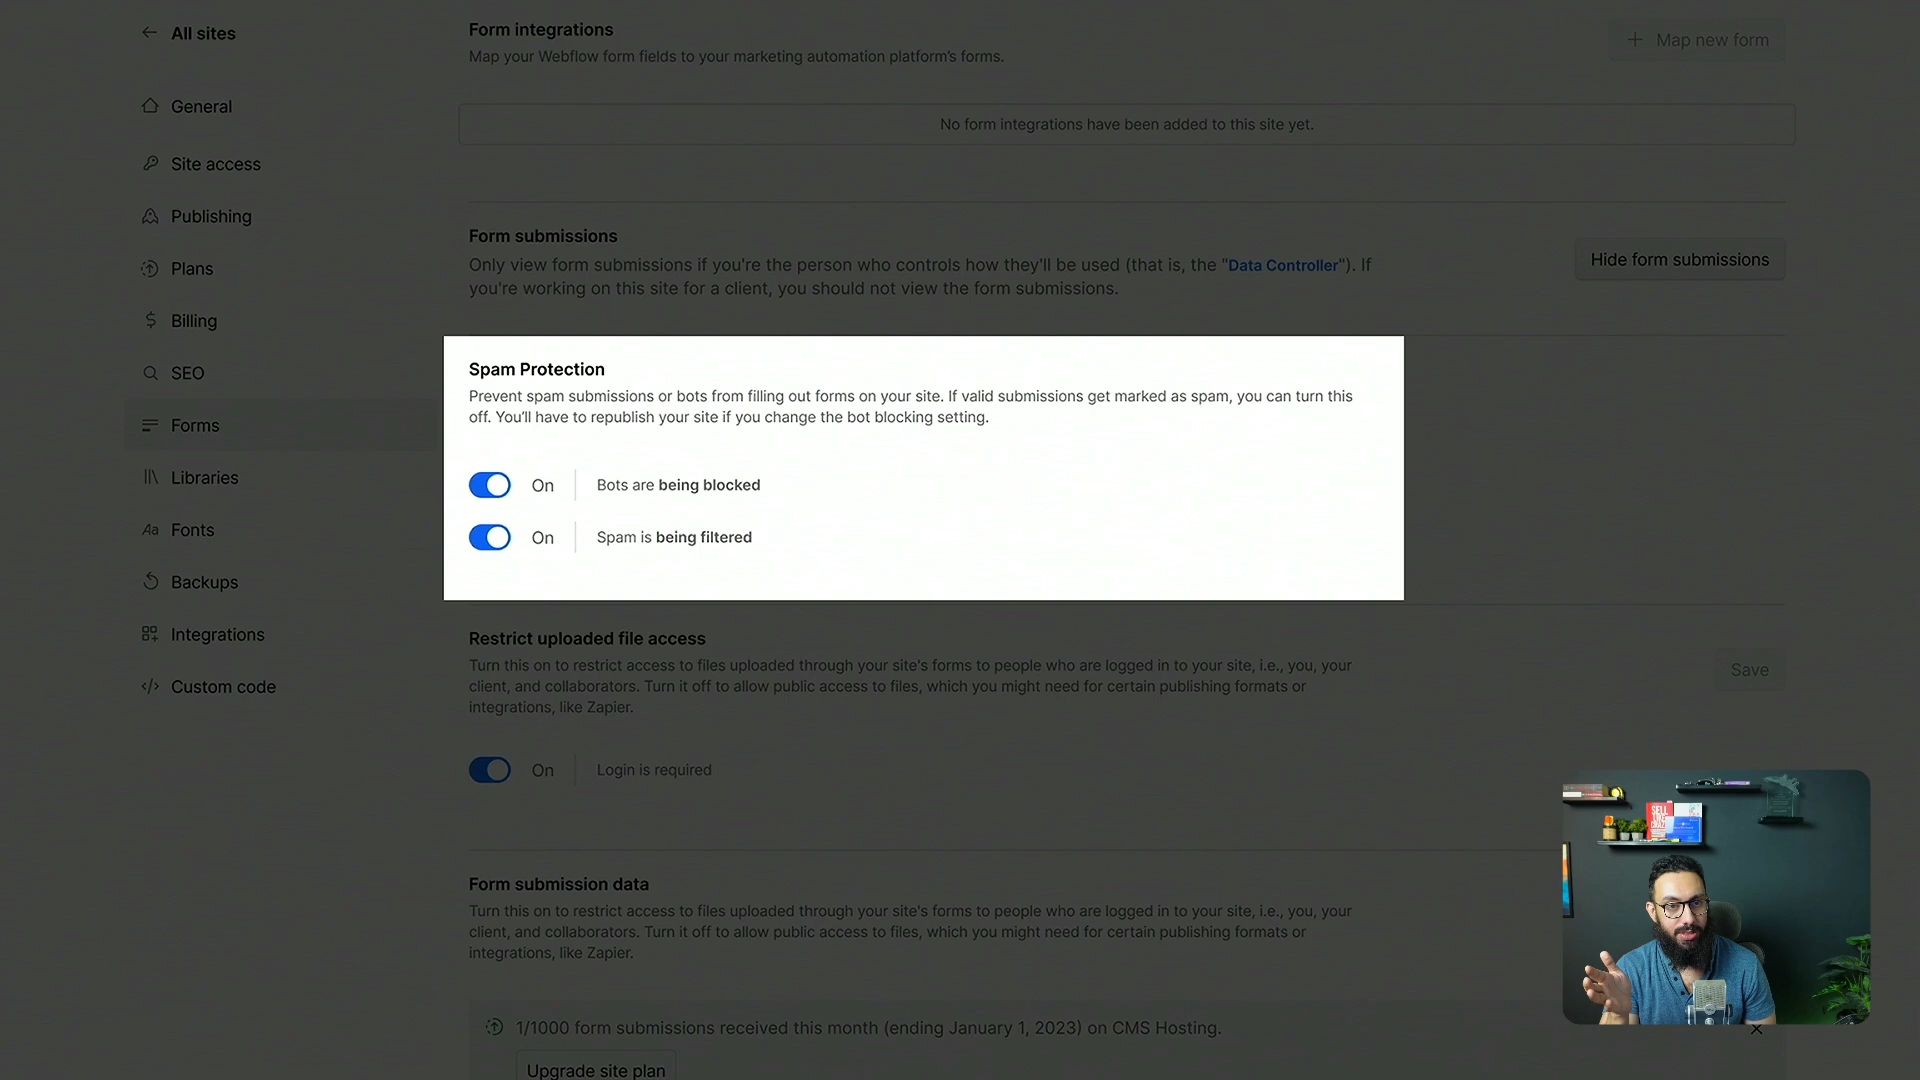 All sites
General
Site access
Publishing
Plans
Billing
SEO
Forms
Libraries
Aa Fonts
Backups
Integrations
</> Custom code
Form integrations
Map your Webflow form fields to your marketing automation platform's forms.
+ Map new form
No form integrations have been added to this site yet.
Form submissions
Only view form submissions if you're the person who controls how they'll be used (that is, the "Data Controller"). If
you're working on this site for a client, you should not view the form submissions.
Hide form submissions
Spam Protection
Prevent spam submissions or bots from filling out forms on your site. If valid submissions get marked as spam, you can turn this
off. You'll have to republish your site if you change the bot blocking setting.
On Bots are being blocked
On Spam is being filtered
Restrict uploaded file access
Turn this on to restrict access to files uploaded through your site's forms to people who are logged in to your site, i.e., you, your
client, and collaborators. Turn it off to allow public access to files, which you might need for certain publishing formats or
integrations, like Zapier.
Save
On Login is required
Form submission data
Turn this on to restrict access to files uploaded through your site's forms to people who are logged in to your site, i.e., you, your
client, and collaborators. Turn it off to allow public access to files, which you might need for certain publishing formats or
integrations, like Zapier.
1/1000 form submissions received this month (ending January 1, 2023) on CMS Hosting.
Upgrade site plan
SELL
LIKE
CRAZY